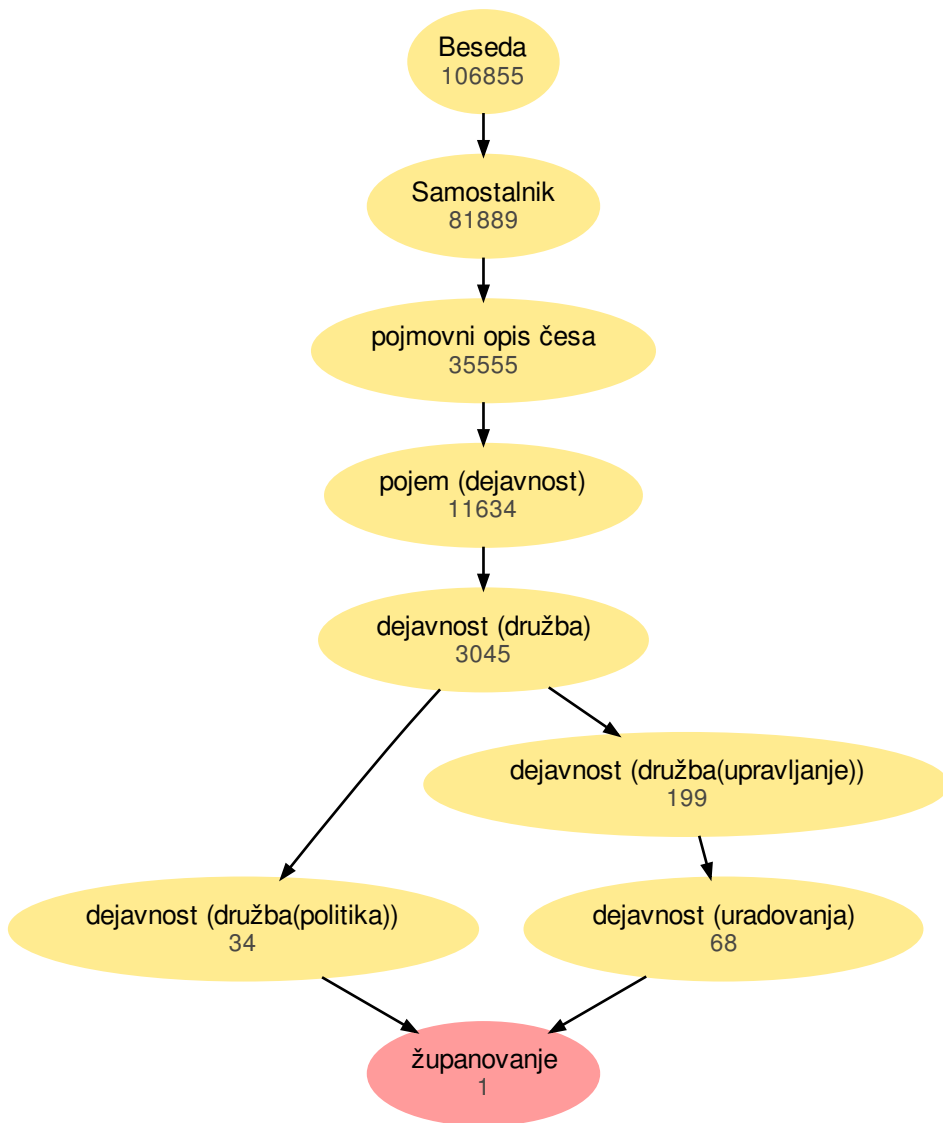 Beseda
106855
Samostalnik
81889
pojmovni opis česa
35555
pojem (dejavnost)
11634
dejavnost (družba)
3045
dejavnost (družba(upravljanje))
199
dejavnost (družba(politika))
34
dejavnost (uradovanja)
68
županovanje
1